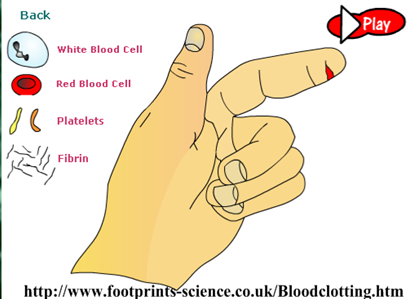 Back
Play
White Blood Cell
Red Blood Cell
Platelets
Fibrin
http://www.footprints-science.co.uk/Bloodclotting.htm